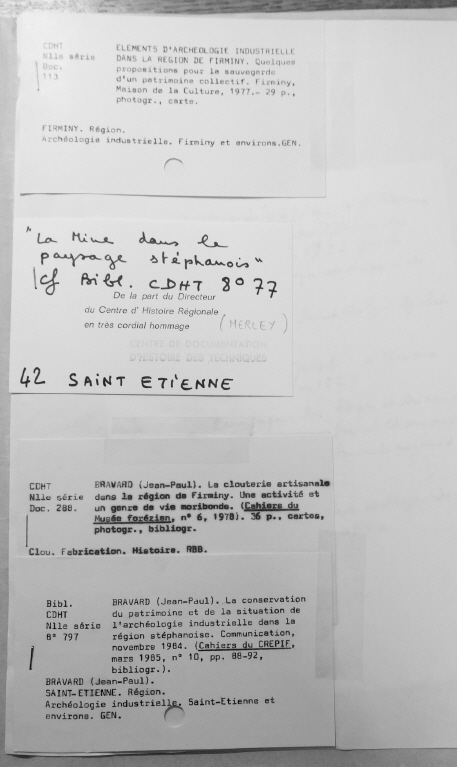 CDHT
Nlle série
Doc.
113
ELEMENTS D'ARCHEOLOGIE INDUSTRIELLE
DANS LA REGION DE FIRMINY. Quelques
propositions pour la sauvegarde
d'un patrimoine collectif. Firminy,
Maison de la Culture, 1977.- 29 p.,
photogr., carte.
FIRMINY. Région.
Archéologie industrielle. Firminy et environs.GEN.
"La Mine dans le
paysage stéphanois"
Cf Bibl. CDHT 8° 77
De la part du Directeur
du Centre d'Histoire Régionale
en très cordial hommage (MERLEY)
CENTRE DE DOCUMENTATION
D'HISTOIRE DES TECHNIQUES
42 SAINT ETIENNE
CDHT
Nlle série
Doc. 288.
BRAVARD (Jean-Paul). La clouterie artisanale
dans la région de Firminy. Une activité et
un genre de vie moribonds. (Cahiers du
Musée forézien, n° 6, 1978). 36 p., cartes,
photogr., bibliogr.
Clou. Fabrication. Histoire. RBB.
Bibl.
CDHT
Nlle série
8° 797
BRAVARD (Jean-Paul). La conservation
du patrimoine et de la situation de
l'archéologie industrielle dans la
région stéphanoise. Communication,
novembre 1984. (Cahiers du CREPIF,
mars 1985, n° 10, pp. 88-92,
bibliogr.).
BRAVARD (Jean-Paul).
SAINT-ETIENNE. Région.
Archéologie industrielle. Saint-Etienne et
environs. GEN.